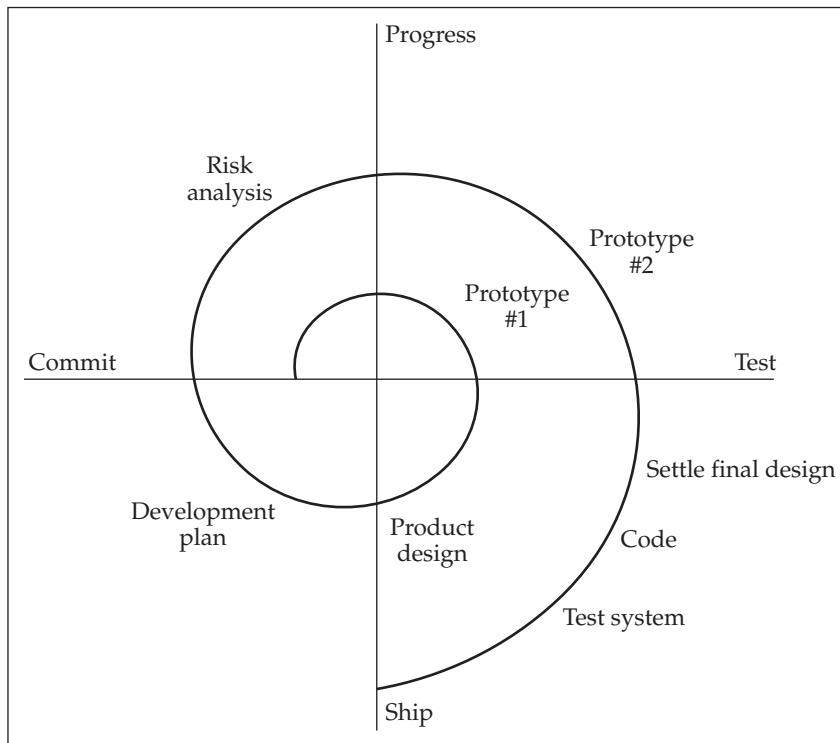 Progress
Risk
analysis
Prototype
#2
Prototype
#1
Commit
Test
Settle final design
Development
plan
Product
design
Code
Test system
Ship